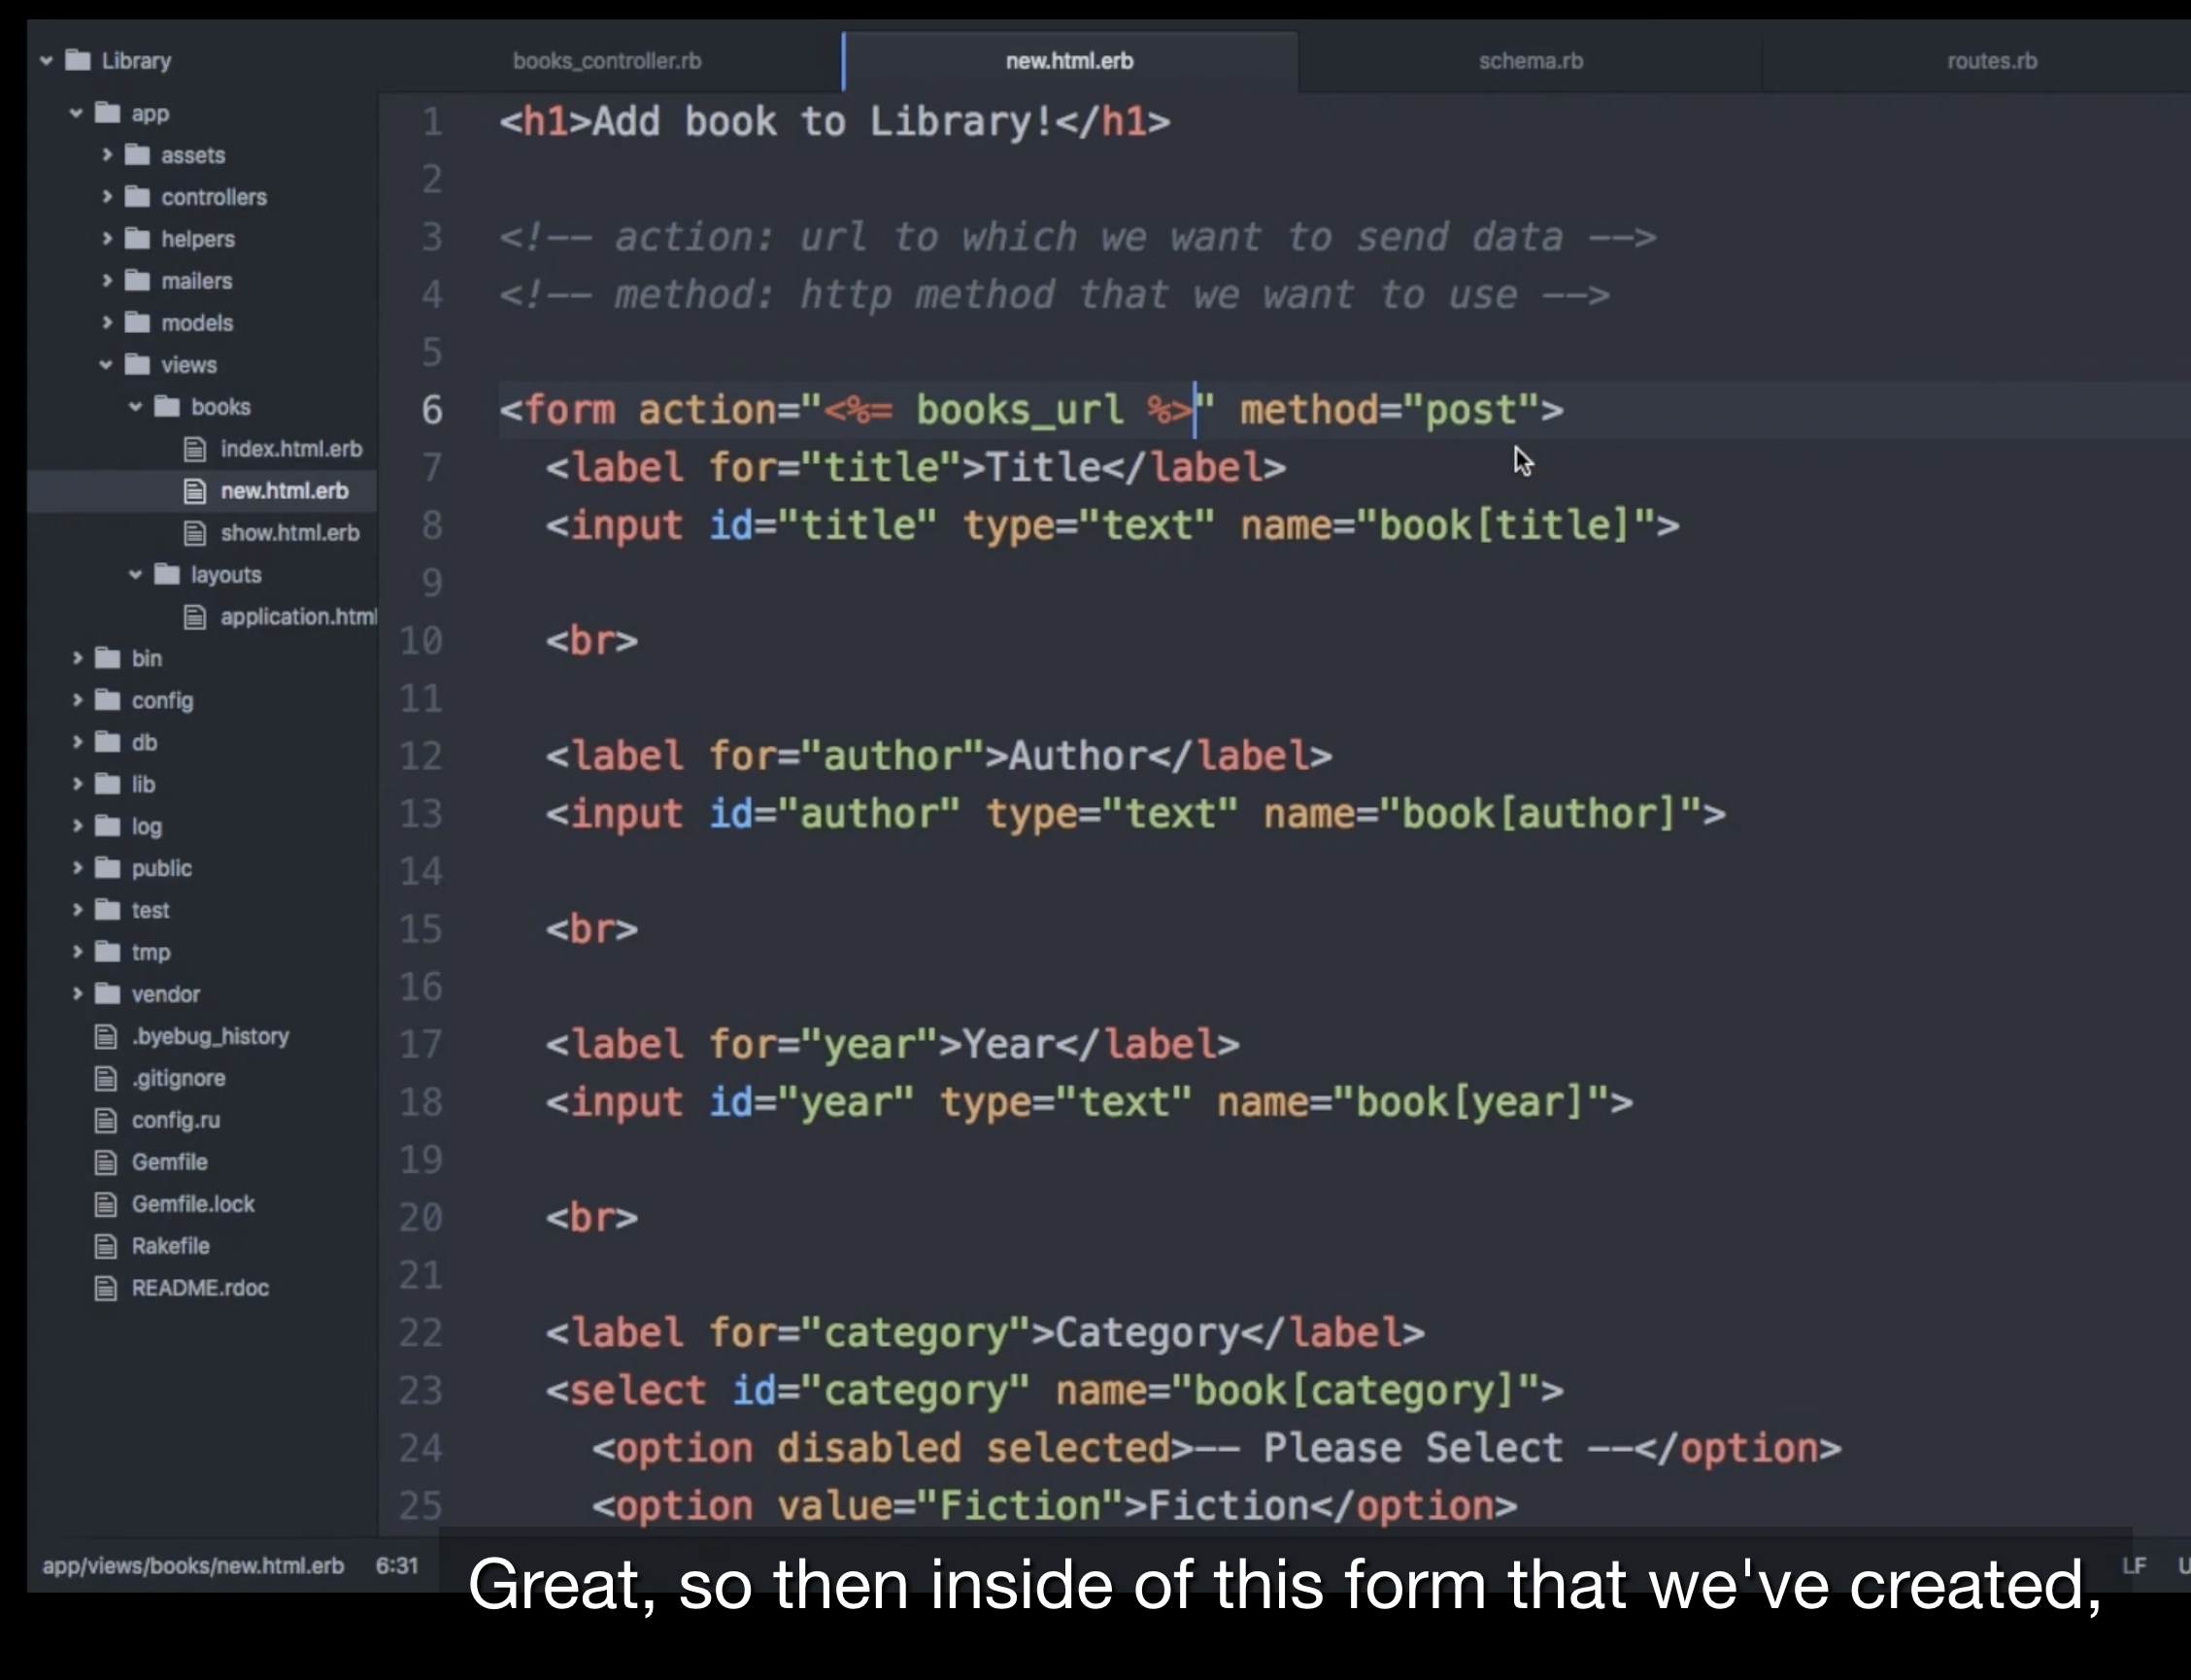 Library
app
assets
controllers
helpers
mailers
models
views
books
index.html.erb
new.html.erb
show.html.erb
layouts
application.html
bin
config
db
lib
log
public
test
tmp
vendor
.byebug_history
.gitignore
config.ru
Gemfile
Gemfile.lock
Rakefile
README.rdoc
books_controller.rb new.html.erb schema.rb routes.rb
1 <h1>Add book to Library!</h1>
2
3 <!-- action: url to which we want to send data -->
4 <!-- method: http method that we want to use -->
5
6 <form action="<%= books_url %>" method="post">
7 <label for="title">Title</label>
8 <input id="title" type="text" name="book[title]">
9
10 <br>
11
12 <label for="author">Author</label>
13 <input id="author" type="text" name="book[author]">
14
15 <br>
16
17 <label for="year">Year</label>
18 <input id="year" type="text" name="book[year]">
19
20 <br>
21
22 <label for="category">Category</label>
23 <select id="category" name="book[category]">
24 <option disabled selected>-- Please Select --</option>
25 <option value="Fiction">Fiction</option>
app/views/books/new.html.erb 6:31 LF
Great, so then inside of this form that we've created,